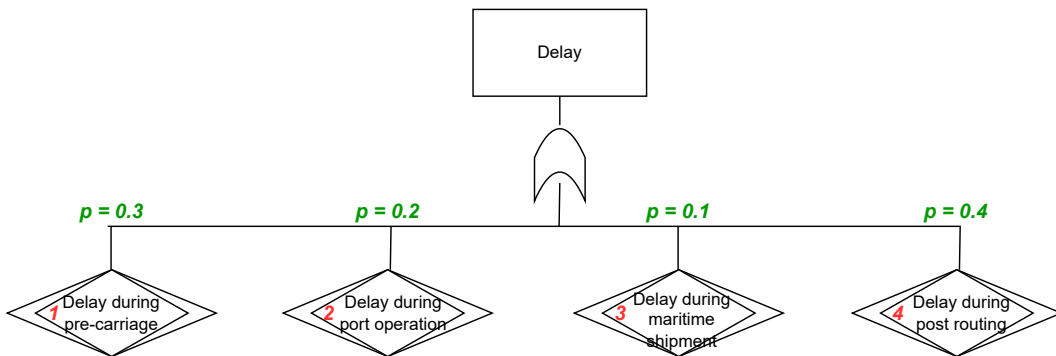 Delay
p = 0.3
p = 0.2
p = 0.1
p = 0.4
1
Delay during
pre-carriage
2
Delay during
port operation
3
Delay during
maritime
shipment
4
Delay during
post routing